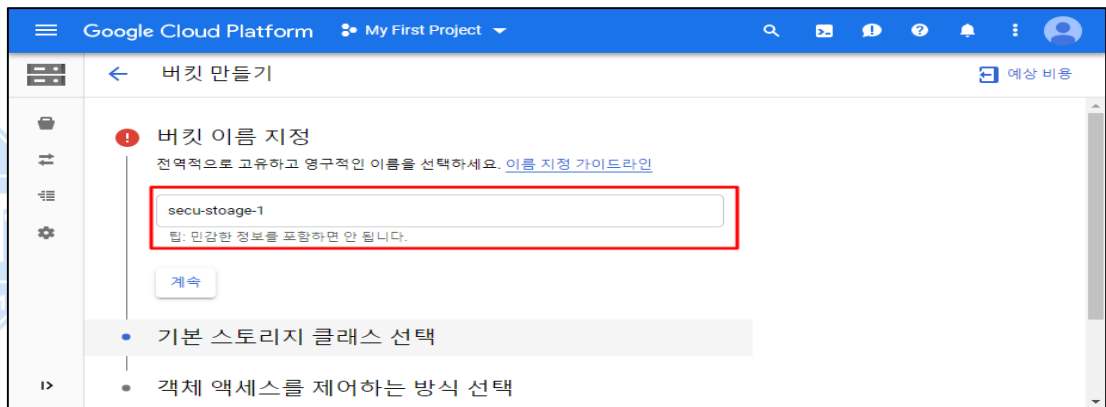 Google Cloud Platform My First Project
버킷 만들기 예상 비용
버킷 이름 지정
전역적으로 고유하고 영구적인 이름을 선택하세요. 이름 지정 가이드라인
secu-stoage-1
팁: 민감한 정보를 포함하면 안 됩니다.
계속
기본 스토리지 클래스 선택
객체 액세스를 제어하는 방식 선택